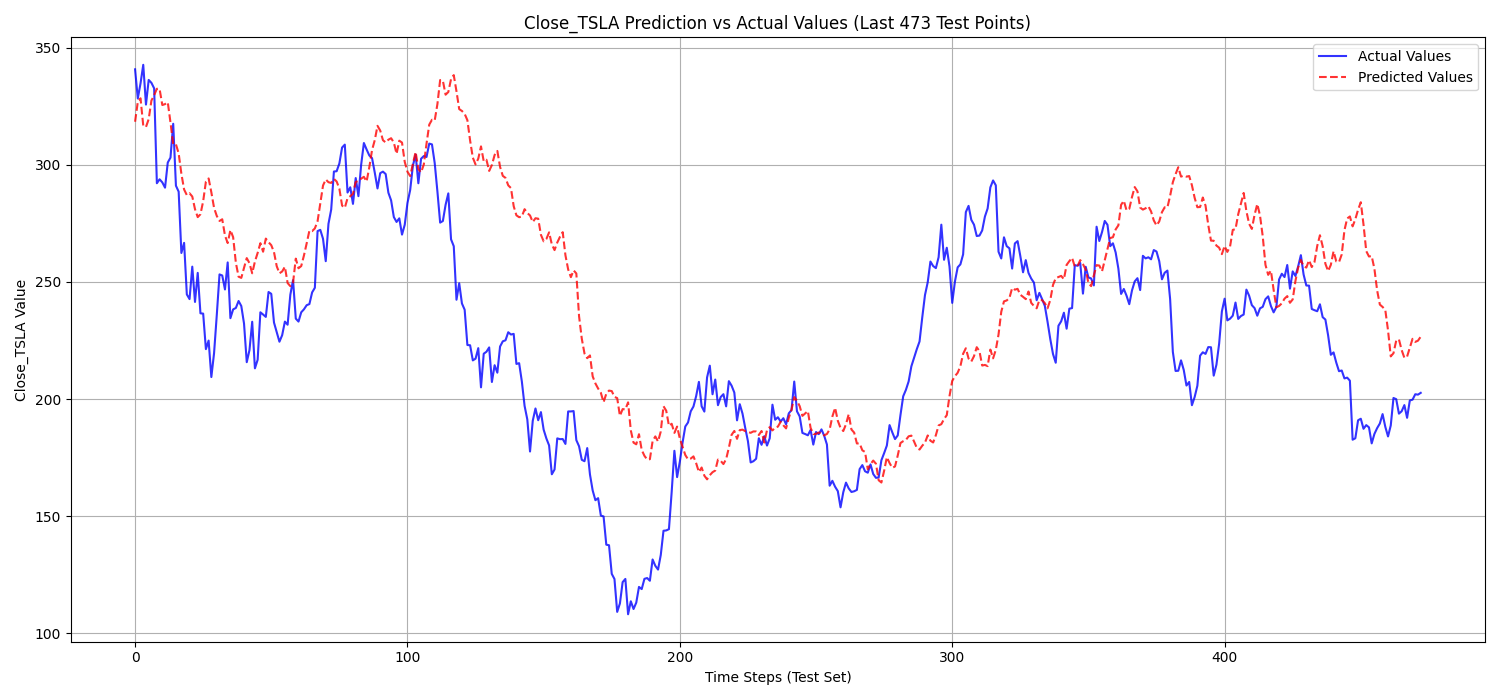 Close_TSLA Prediction vs Actual Values (Last 473 Test Points)
Actual Values
Predicted Values
Close_TSLA Value
350
300
250
200
150
100
0
100
200
300
400
Time Steps (Test Set)